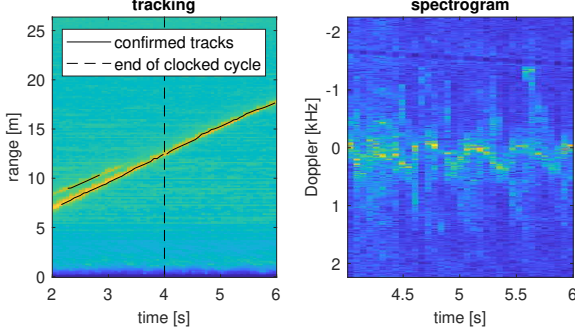 tracking
confirmed tracks
end of clocked cycle
range [m]
25
20
15
10
5
0
2
3
4
5
6
time [s]
spectrogram
Doppler [kHz]
-2
-1
0
1
2
4.5
5
5.5
6
time [s]